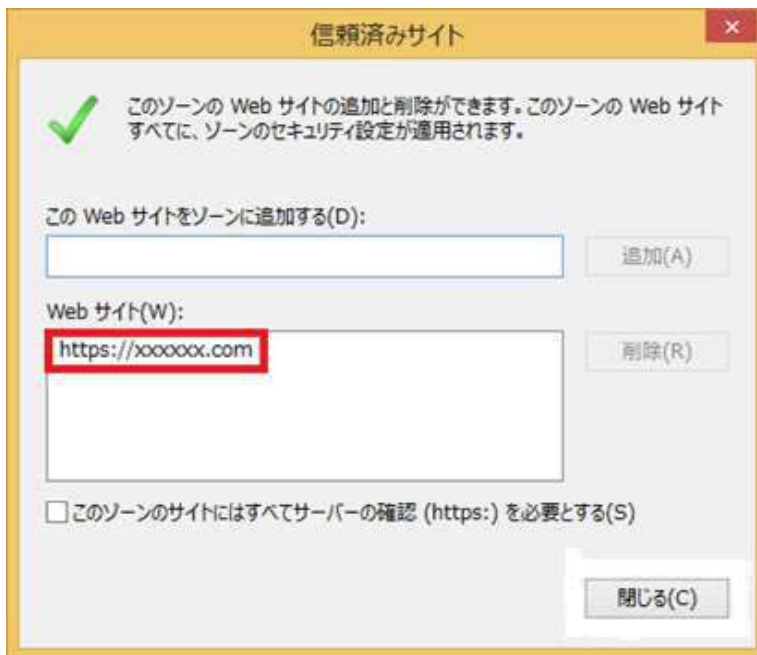 信頼済みサイト
このゾーンの Web サイトの追加と削除ができます。このゾーンの Web サイト
すべてに、ゾーンのセキュリティ設定が適用されます。
この Web サイトをゾーンに追加する(D):
追加(A)
Web サイト(W):
https://xxxxxx.com
削除(R)
このゾーンのサイトにはすべてサーバーの確認 (https:) を必要とする(S)
閉じる(C)